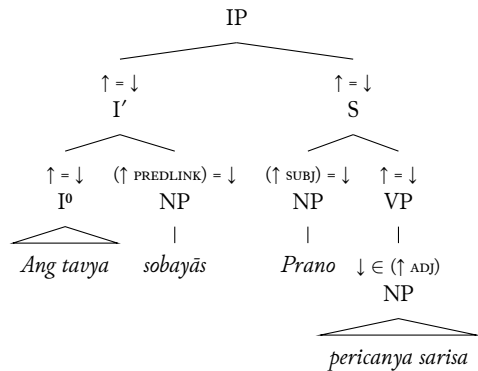 IP
↑ = ↓ ↑ = ↓
I′ S
↑ = ↓ (↑ PREDLINK) = ↓ (↑ SUBJ) = ↓ ↑ = ↓
I⁰ NP NP VP
Ang tavya sobayās Prano ↓ ∈ (↑ ADJ)
NP
pericanya sarisa